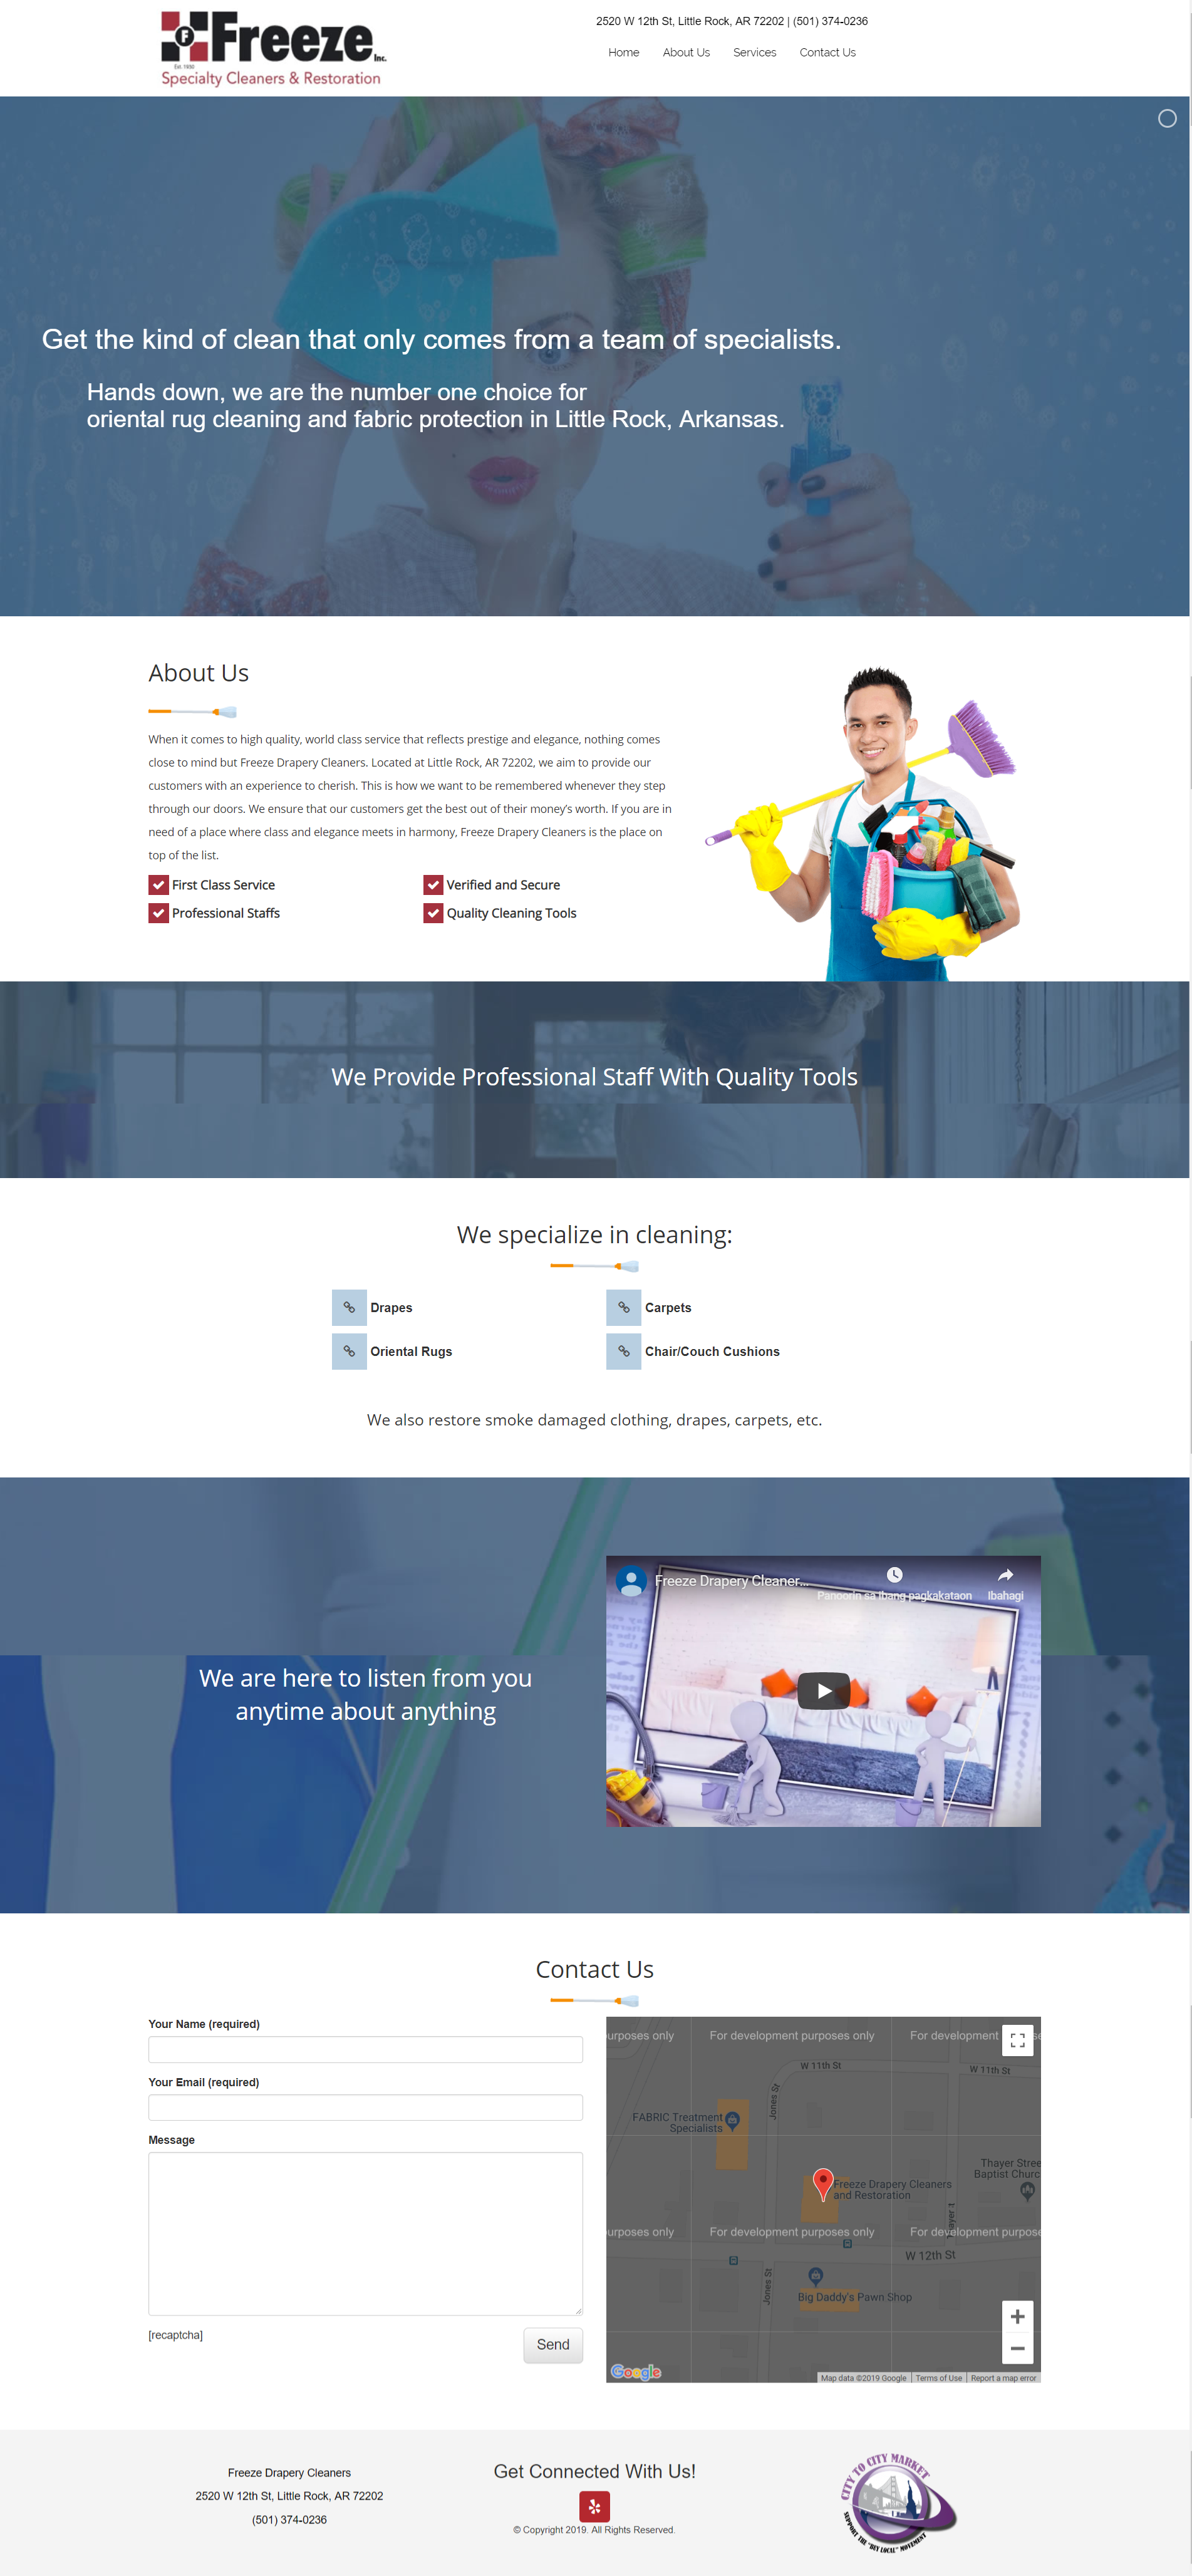 2520 W 12th St, Little Rock, AR 72202 | (501) 374-0236
F Freeze Inc.
Est. 1950
Specialty Cleaners & Restoration
Home About Us Services Contact Us
Get the kind of clean that only comes from a team of specialists.
Hands down, we are the number one choice for
oriental rug cleaning and fabric protection in Little Rock, Arkansas.
About Us
When it comes to high quality, world class service that reflects prestige and elegance, nothing comes
close to mind but Freeze Drapery Cleaners. Located at Little Rock, AR 72202, we aim to provide our
customers with an experience to cherish. This is how we want to be remembered whenever they step
through our doors. We ensure that our customers get the best out of their money's worth. If you are in
need of a place where class and elegance meets in harmony, Freeze Drapery Cleaners is the place on
top of the list.
First Class Service
Verified and Secure
Professional Staffs
Quality Cleaning Tools
We Provide Professional Staff With Quality Tools
We specialize in cleaning:
Drapes
Carpets
Oriental Rugs
Chair/Couch Cushions
We also restore smoke damaged clothing, drapes, carpets, etc.
We are here to listen from you
anytime about anything
Freeze Drapery Cleaner...
Panoorin sa ibang pagkakataon
Ibahagi
Contact Us
Your Name (required)
Your Email (required)
Message
[recaptcha]
Send
urposes only For development purposes only For development se
W 11th St
W 11th St
Jones St
FABRIC Treatment
Specialists
Thayer Stree
Baptist Churc
Freeze Drapery Cleaners
and Restoration
urposes only For development purposes only For development purpose
W 12th St
Jones St
Big Daddy's Pawn Shop
Google
Map data ©2019 Google Terms of Use Report a map error
Freeze Drapery Cleaners
2520 W 12th St, Little Rock, AR 72202
(501) 374-0236
Get Connected With Us!
© Copyright 2019. All Rights Reserved.
CITY TO CITY MARKET
SUPPORT THE "BUY LOCAL" MOVEMENT